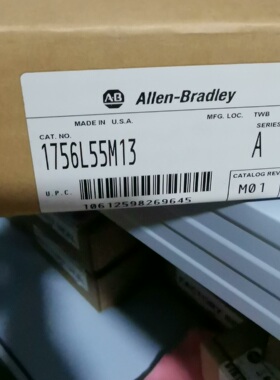 AB Allen-Bradley
MADE IN U.S.A. MFG. LOC. TWB
CAT. NO. SERIES
1756L55M13 A
CATALOG REV
U.P.C. M01
10612598269645